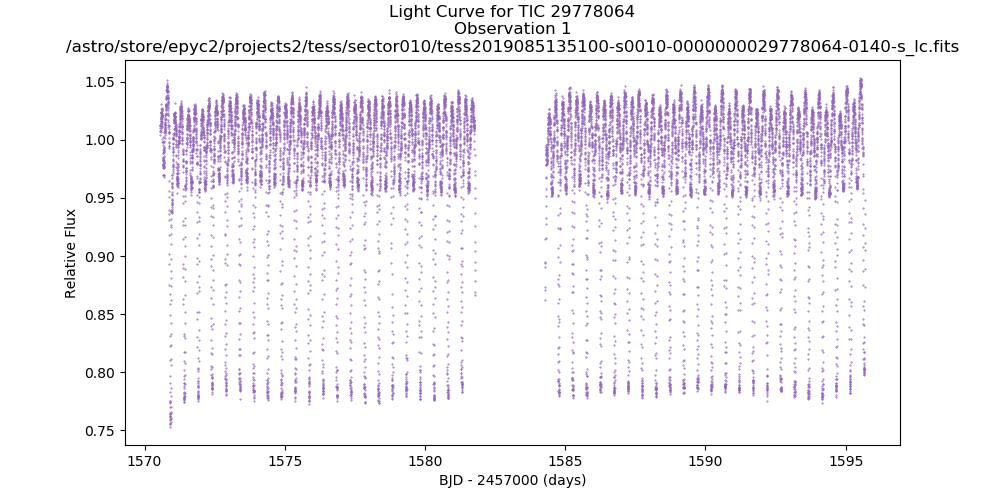 Light Curve for TIC 29778064
Observation 1
/astro/store/epyc2/projects2/tess/sector010/tess2019085135100-s0010-0000000029778064-0140-s_lc.fits
1.05
1.00
0.95
0.90
0.85
0.80
0.75
Relative Flux
1570
1575
1580
1585
1590
1595
BJD - 2457000 (days)